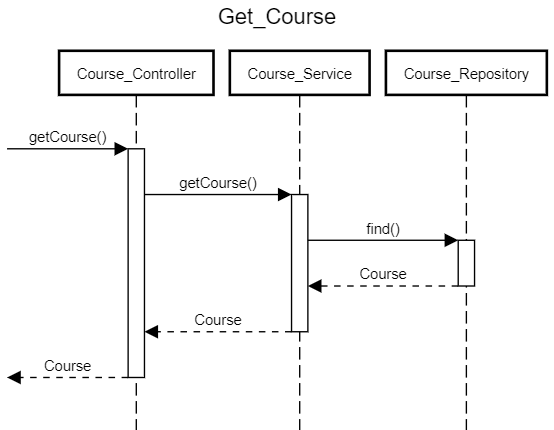 Get_Course
Course_Controller
Course_Service
Course_Repository
getCourse()
getCourse()
find()
Course
Course
Course